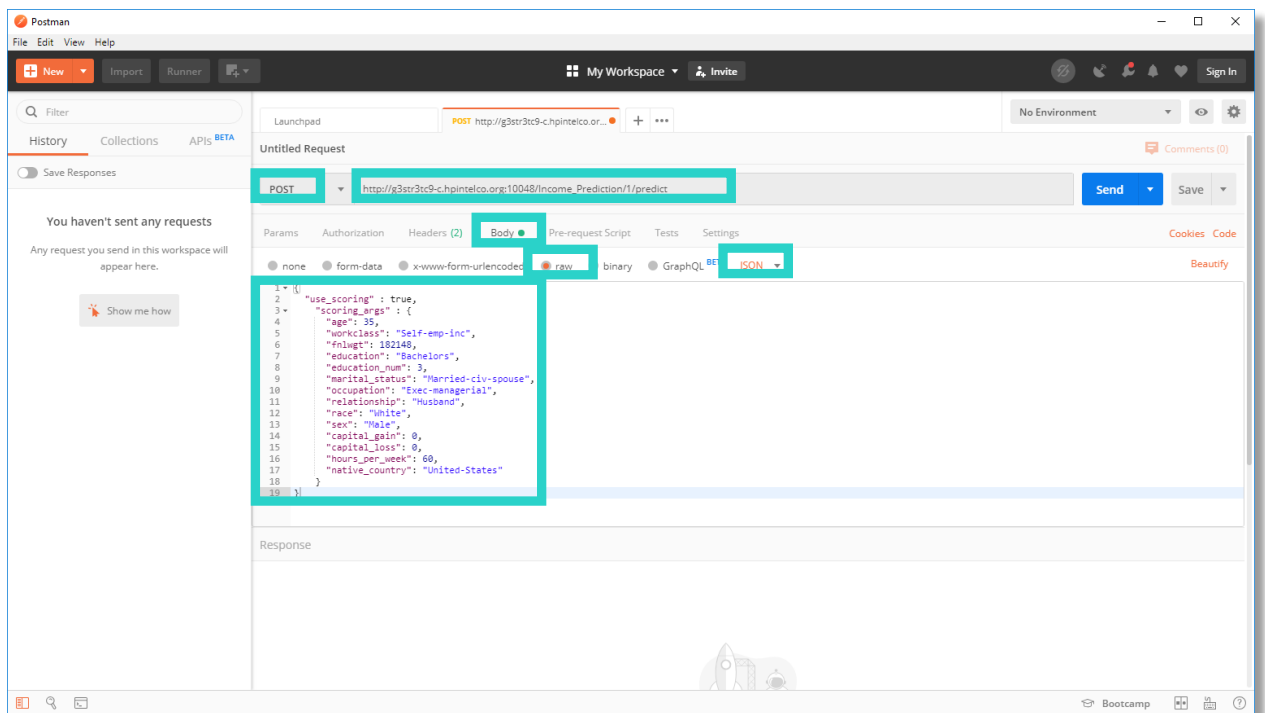 Postman
File Edit View Help
New Import Runner My Workspace Invite Sign In
Filter
History Collections APIs BETA
Save Responses
You haven't sent any requests
Any request you send in this workspace will
appear here.
Show me how
Launchpad POST http://g3str3tc9-c.hpintelco.or... + ••• No Environment
Untitled Request Comments (0)
POST http://g3str3tc9-c.hpintelco.org:10048/Income_Prediction/1/predict Send Save
Params Authorization Headers (2) Body Pre-request Script Tests Settings Cookies Code
none form-data x-www-form-urlencoded raw binary GraphQL BETA JSON Beautify
1 {
2 "use_scoring" : true,
3 "scoring_args" : {
4 "age": 35,
5 "workclass": "Self-emp-inc",
6 "fnlwgt": 182148,
7 "education": "Bachelors",
8 "education_num": 3,
9 "marital_status": "Married-civ-spouse",
10 "occupation": "Exec-managerial",
11 "relationship": "Husband",
12 "race": "White",
13 "sex": "Male",
14 "capital_gain": 0,
15 "capital_loss": 0,
16 "hours_per_week": 60,
17 "native_country": "United-States"
18 }
19 }
Response
Bootcamp